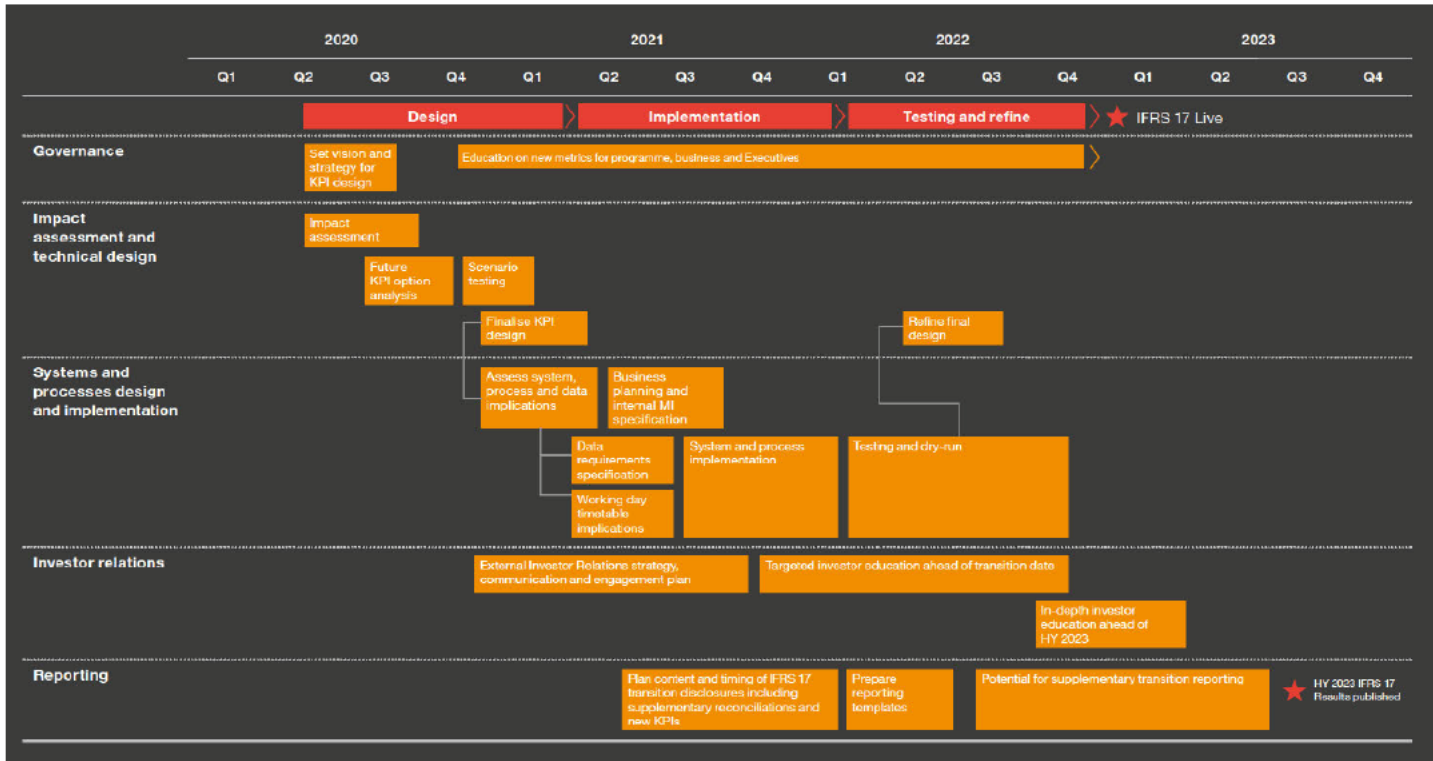 2020
2021
2022
2023
Q1
Q2
Q3
Q4
Q1
Q2
Q3
Q4
Q1
Q2
Q3
Q4
Q1
Q2
Q3
Q4
Design
Implementation
Testing and refine
IFRS 17 Live
Governance
Set vision and
strategy for
KPI design
Education on new metrics for programme, business and Executives
Impact
assessment and
technical design
Impact
assessment
Future
KPI option
analysis
Scenario
testing
Finalise KPI
design
Refine final
design
Systems and
processes design
and implementation
Assess system,
process and data
implications
Business
planning and
internal MI
specification
Data
requirements
specification
System and process
implementation
Testing and dry-run
Working day
timetable
implications
Investor relations
External Investor Relations strategy,
communication and engagement plan
Targeted investor education ahead of transition date
In-depth investor
education ahead of
HY 2023
Reporting
Plan content and timing of IFRS 17
transition disclosures including
supplementary reconciliations and
new KPIs
Prepare
reporting
templates
Potential for supplementary transition reporting
HY 2023 IFRS 17
Results published